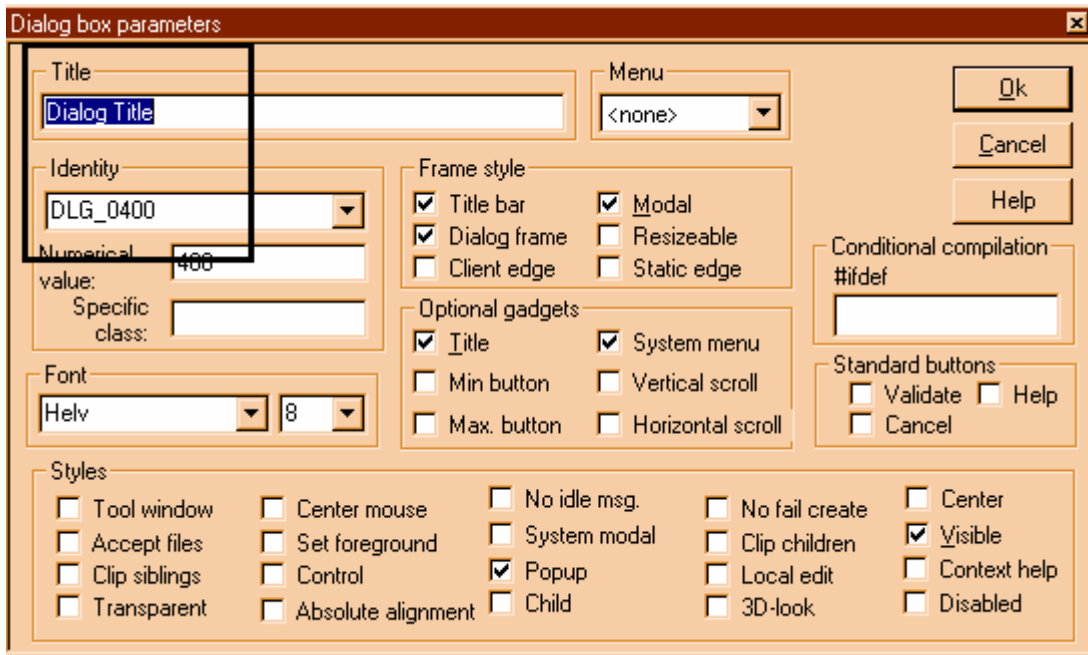 Dialog box parameters
Title
Dialog Title
Menu
<none>
Ok
Cancel
Help
Identity
DLG_0400
Numerical value:
400
Specific class:
Frame style
Title bar
Modal
Dialog frame
Resizeable
Client edge
Static edge
Conditional compilation
#ifdef
Optional gadgets
Title
System menu
Min button
Vertical scroll
Max. button
Horizontal scroll
Standard buttons
Validate
Help
Cancel
Font
Helv
8
Styles
Tool window
Accept files
Clip siblings
Transparent
Center mouse
Set foreground
Control
Absolute alignment
No idle msg.
System modal
Popup
Child
No fail create
Clip children
Local edit
3D-look
Center
Visible
Context help
Disabled